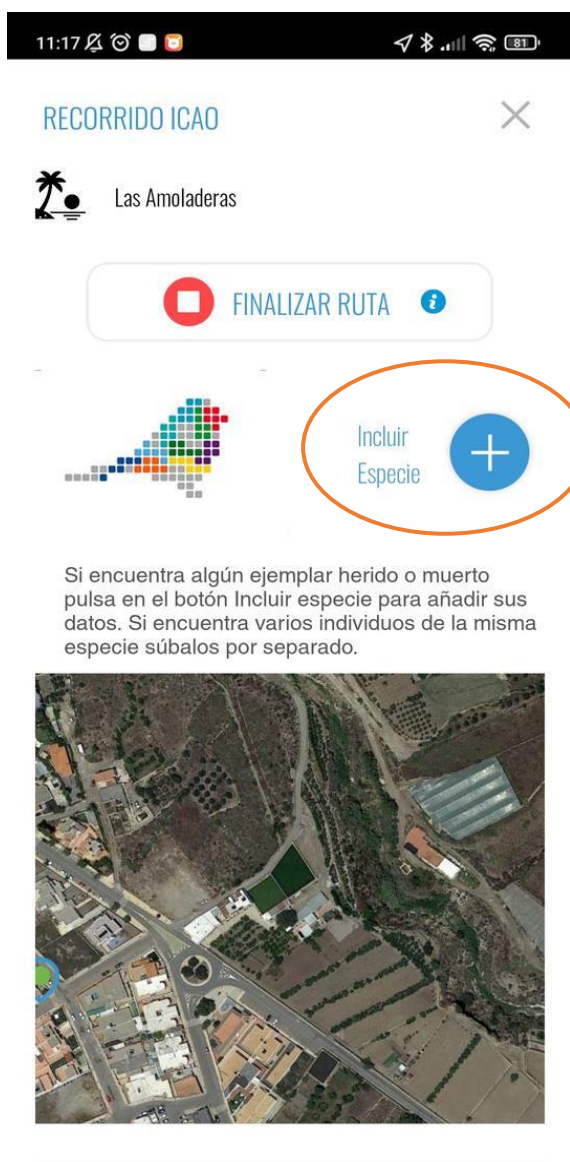 11:17
81
RECORRIDO ICAO
Las Amoladeras
FINALIZAR RUTA i
Incluir
Especie
Si encuentra algún ejemplar herido o muerto
pulsa en el botón Incluir especie para añadir sus
datos. Si encuentra varios individuos de la misma
especie súbalos por separado.